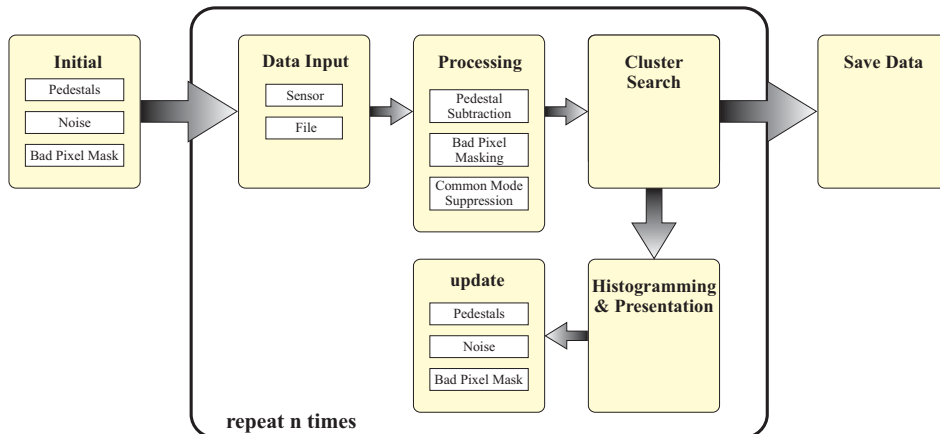 Initial
Pedestals
Noise
Bad Pixel Mask
Data Input
Sensor
File
Processing
Pedestal
Subtraction
Bad Pixel
Masking
Common Mode
Suppression
Cluster
Search
Save Data
update
Pedestals
Noise
Bad Pixel Mask
Histogramming
& Presentation
repeat n times